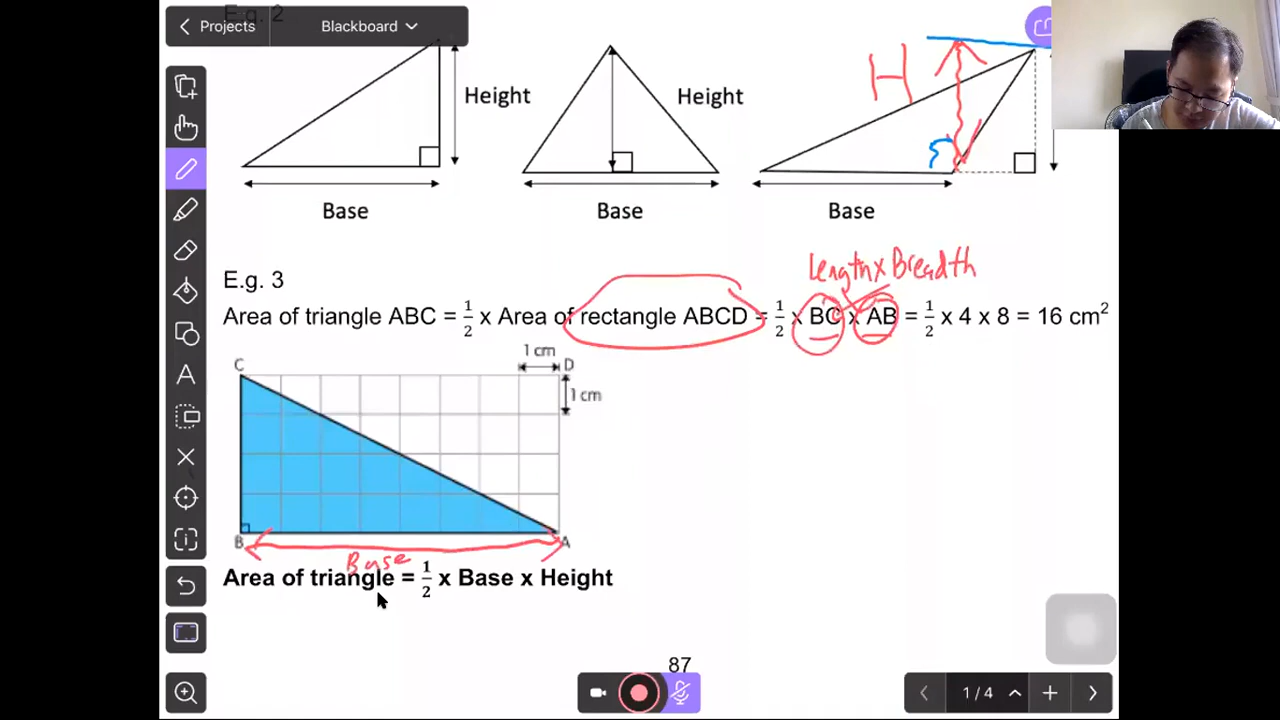 E.g. 2
Projects
Blackboard
H
Height
Height
Base
Base
Base
E.g. 3
Length x Breadth
Area of triangle ABC = 1/2 x Area of rectangle ABCD = 1/2 x BC x AB = 1/2 x 4 x 8 = 16 cm²
C
1 cm
D
1 cm
B
A
Base
Area of triangle = 1/2 x Base x Height
87
1 / 4